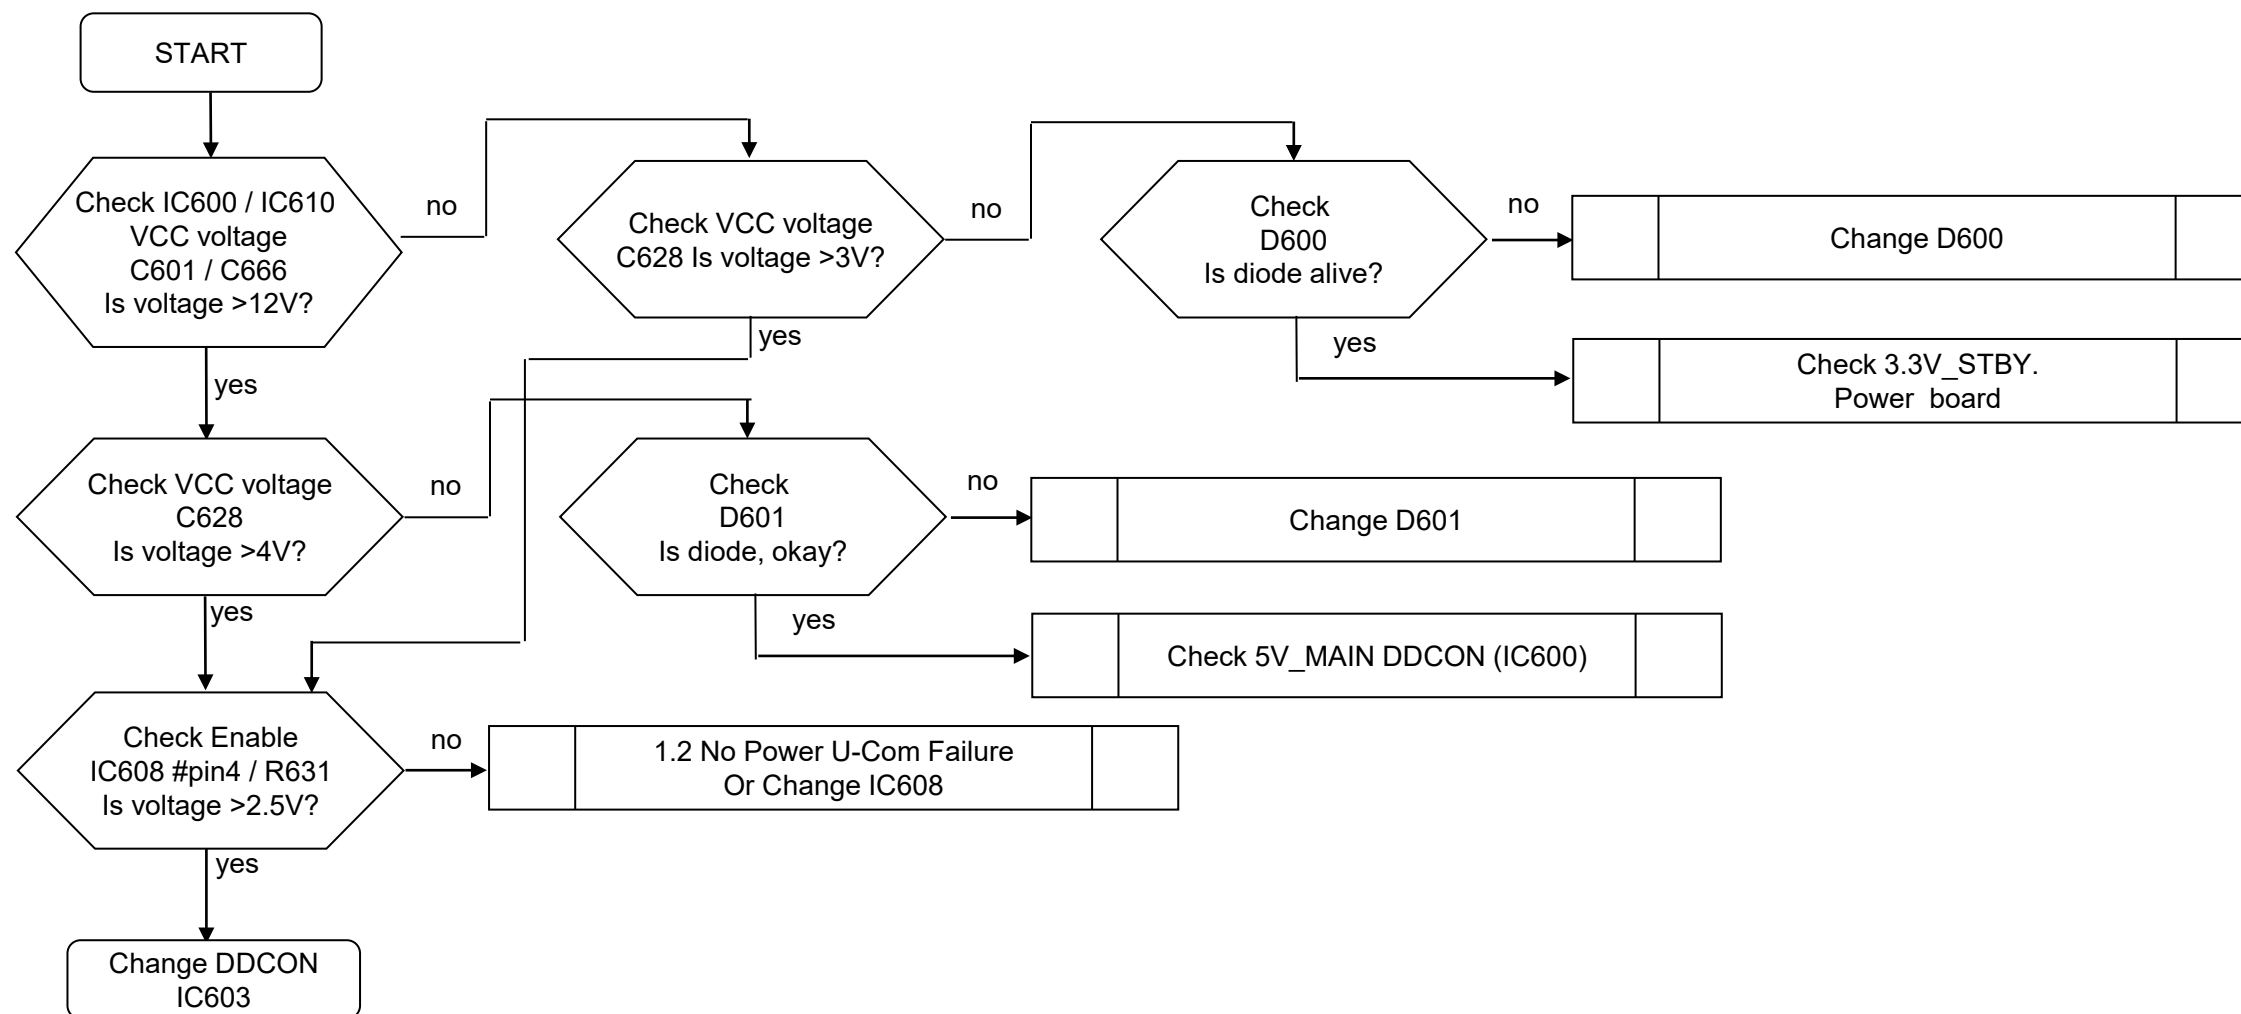 START
Check IC600 / IC610
VCC voltage
C601 / C666
Is voltage >12V?
no
Check VCC voltage
C628 Is voltage >3V?
no
Check
D600
Is diode alive?
no
Change D600
yes
Check 3.3V_STBY.
Power  board
yes
yes
Check VCC voltage
C628
Is voltage >4V?
no
Check
D601
Is diode, okay?
no
Change D601
yes
Check 5V_MAIN DDCON (IC600)
yes
Check Enable
IC608 #pin4 / R631
Is voltage >2.5V?
no
1.2 No Power U-Com Failure
Or Change IC608
yes
Change DDCON
IC603